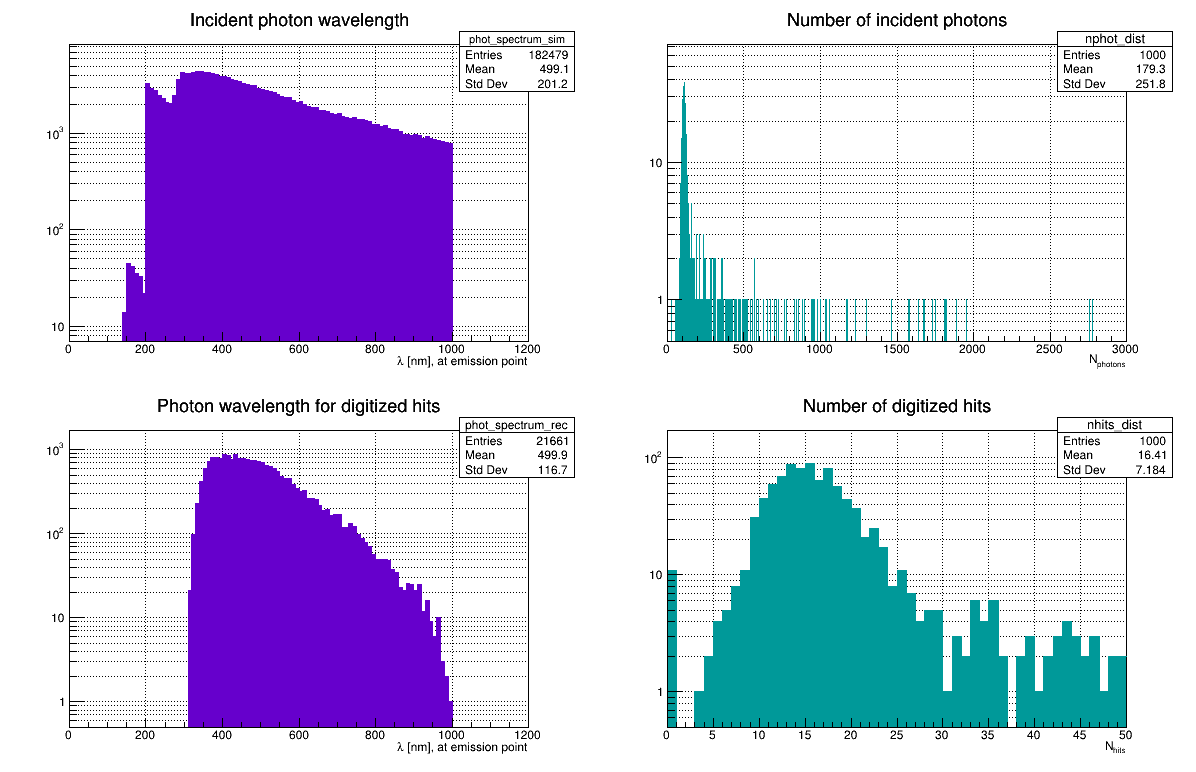 Incident photon wavelength
phot_spectrum_sim
Entries 182479
Mean 499.1
Std Dev 201.2
10³
10²
10
0 200 400 600 800 1000 1200
λ [nm], at emission point
Number of incident photons
nphot_dist
Entries 1000
Mean 179.3
Std Dev 251.8
10
1
0 500 1000 1500 2000 2500 3000
N_photons
Photon wavelength for digitized hits
phot_spectrum_rec
Entries 21661
Mean 499.9
Std Dev 116.7
10³
10²
10
1
0 200 400 600 800 1000 1200
λ [nm], at emission point
Number of digitized hits
nhits_dist
Entries 1000
Mean 16.41
Std Dev 7.184
10²
10
1
0 5 10 15 20 25 30 35 40 45 50
N_hits